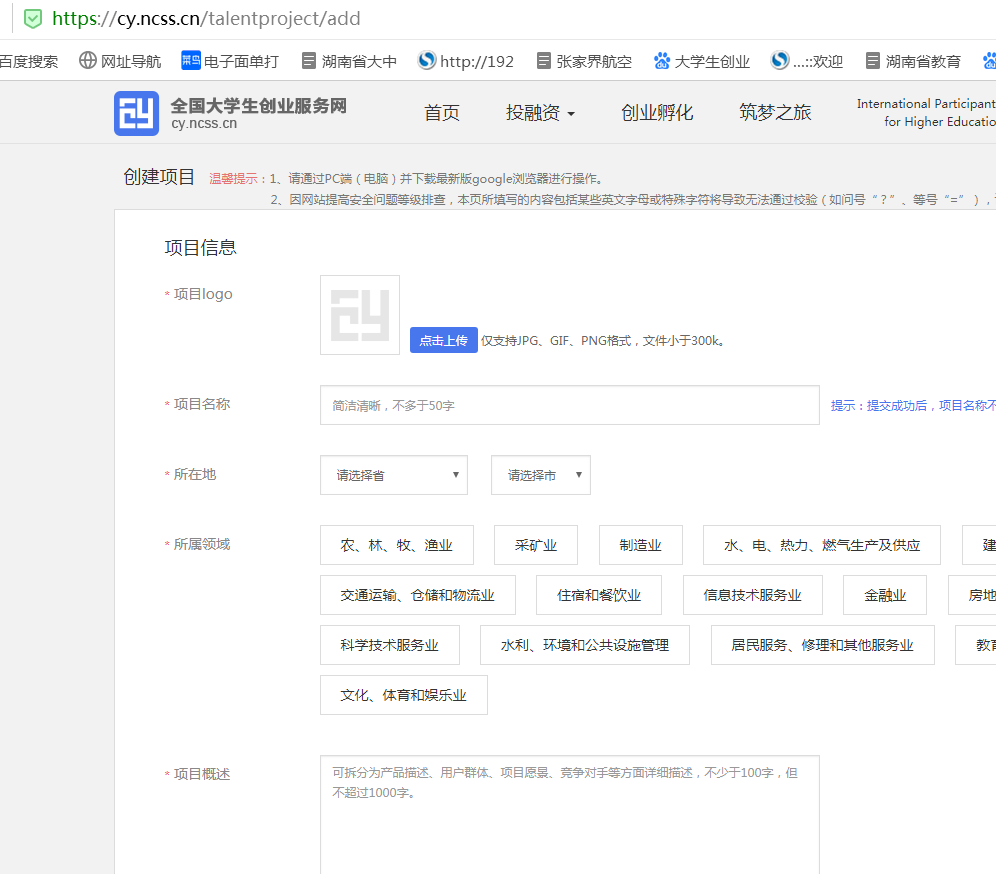 https://cy.ncss.cn/talentproject/add
百度搜索 网址导航 菜鸟 电子面单打 湖南省大中 http://192 张家界航空 大学生创业 ...::欢迎 湖南省教育
全国大学生创业服务网
cy.ncss.cn
首页 投融资 创业孵化 筑梦之旅
International Participant
for Higher Educatio
创建项目 温馨提示：1、请通过PC端（电脑）并下载最新版google浏览器进行操作。
2、因网站提高安全问题等级排查，本页所填写的内容包括某些英文字母或特殊字符将导致无法通过校验（如问号“？”、等号“=”），
项目信息
* 项目logo
点击上传 仅支持JPG、GIF、PNG格式，文件小于300k。
* 项目名称 简洁清晰，不多于50字 提示：提交成功后，项目名称不
* 所在地 请选择省 请选择市
* 所属领域 农、林、牧、渔业 采矿业 制造业 水、电、热力、燃气生产及供应 建
交通运输、仓储和物流业 住宿和餐饮业 信息技术服务业 金融业 房地
科学技术服务业 水利、环境和公共设施管理 居民服务、修理和其他服务业 教育
文化、体育和娱乐业
* 项目概述 可拆分为产品描述、用户群体、项目愿景、竞争对手等方面详细描述，不少于100字，但
不超过1000字。